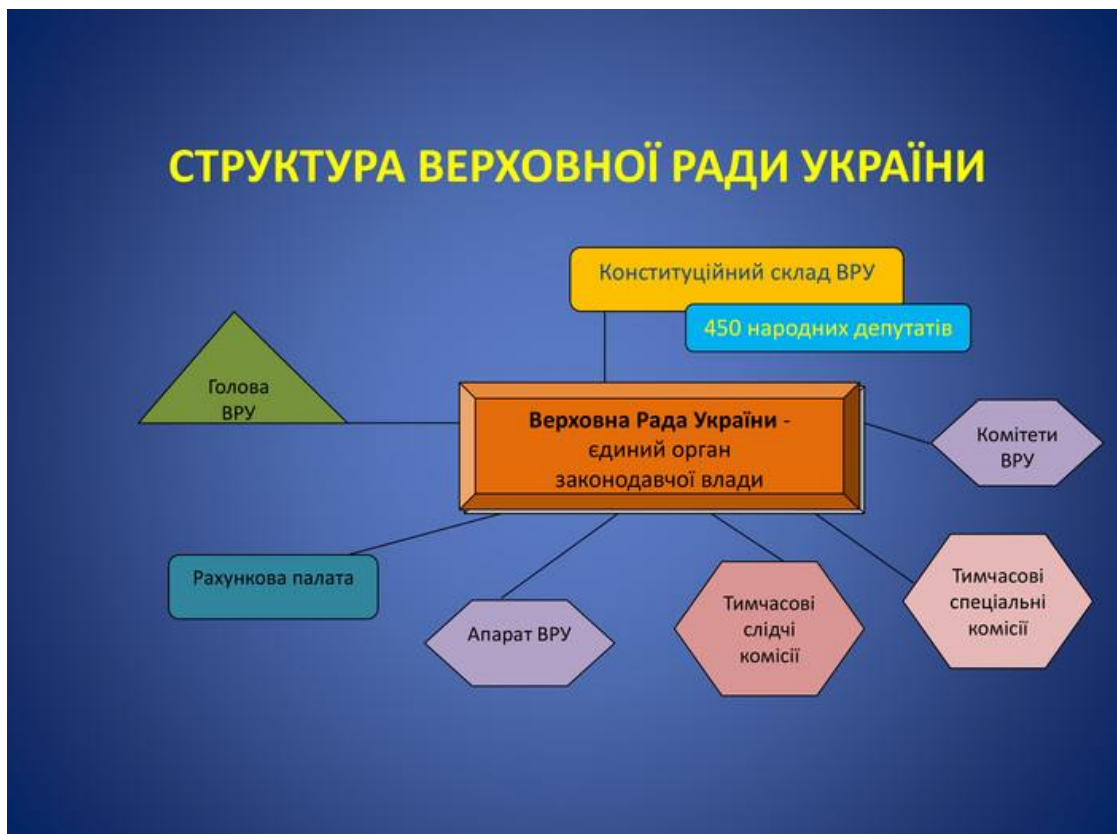 СТРУКТУРА ВЕРХОВНОЇ РАДИ УКРАЇНИ
Конституційний склад ВРУ
450 народних депутатів
Голова
ВРУ
Верховна Рада України -
єдиний орган
законодавчої влади
Комітети
ВРУ
Рахункова палата
Апарат ВРУ
Тимчасові
слідчі
комісії
Тимчасові
спеціальні
комісії